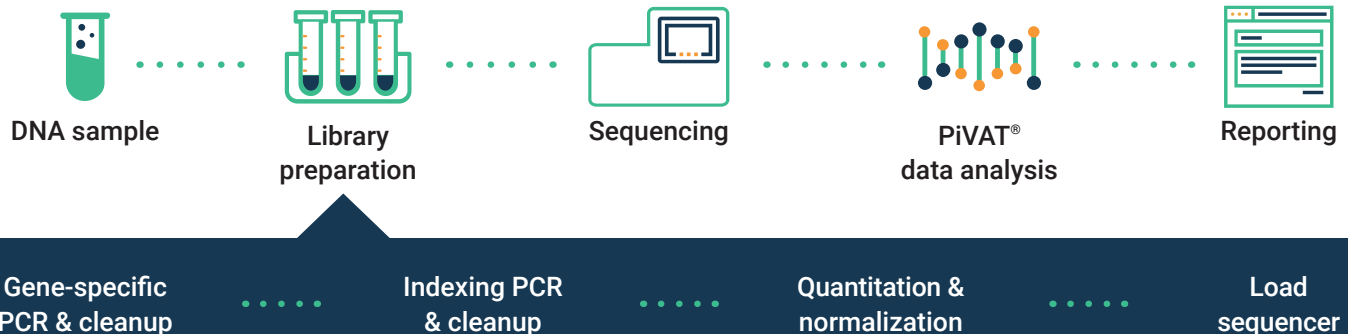 DNA sample
Library
preparation
Sequencing
PiVAT®
data analysis
Reporting
Gene-specific
PCR & cleanup
Indexing PCR
& cleanup
Quantitation &
normalization
Load
sequencer